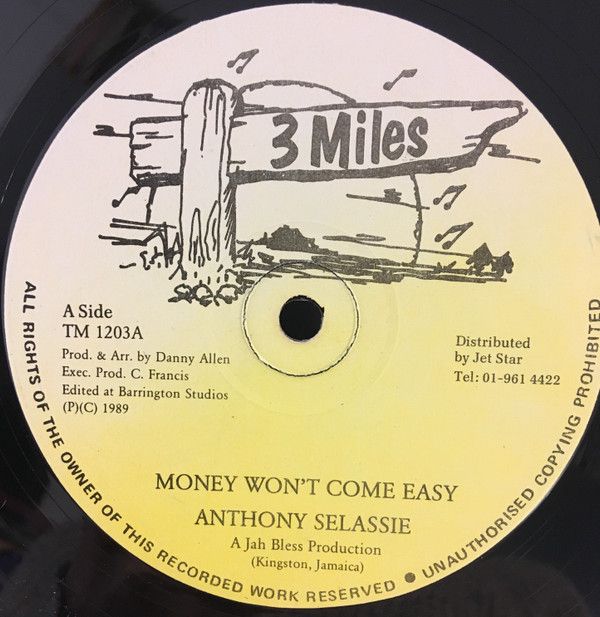 3 Miles
A Side
TM 1203A
Prod. & Arr. by Danny Allen
Exec. Prod. C. Francis
Edited at Barrington Studios
(P)(C) 1989
Distributed
by Jet Star
Tel: 01-961 4422
MONEY WON'T COME EASY
ANTHONY SELASSIE
A Jah Bless Production
(Kingston, Jamaica)
ALL RIGHTS OF THE OWNER OF THIS RECORDED WORK RESERVED ● UNAUTHORISED COPYING PROHIBITED